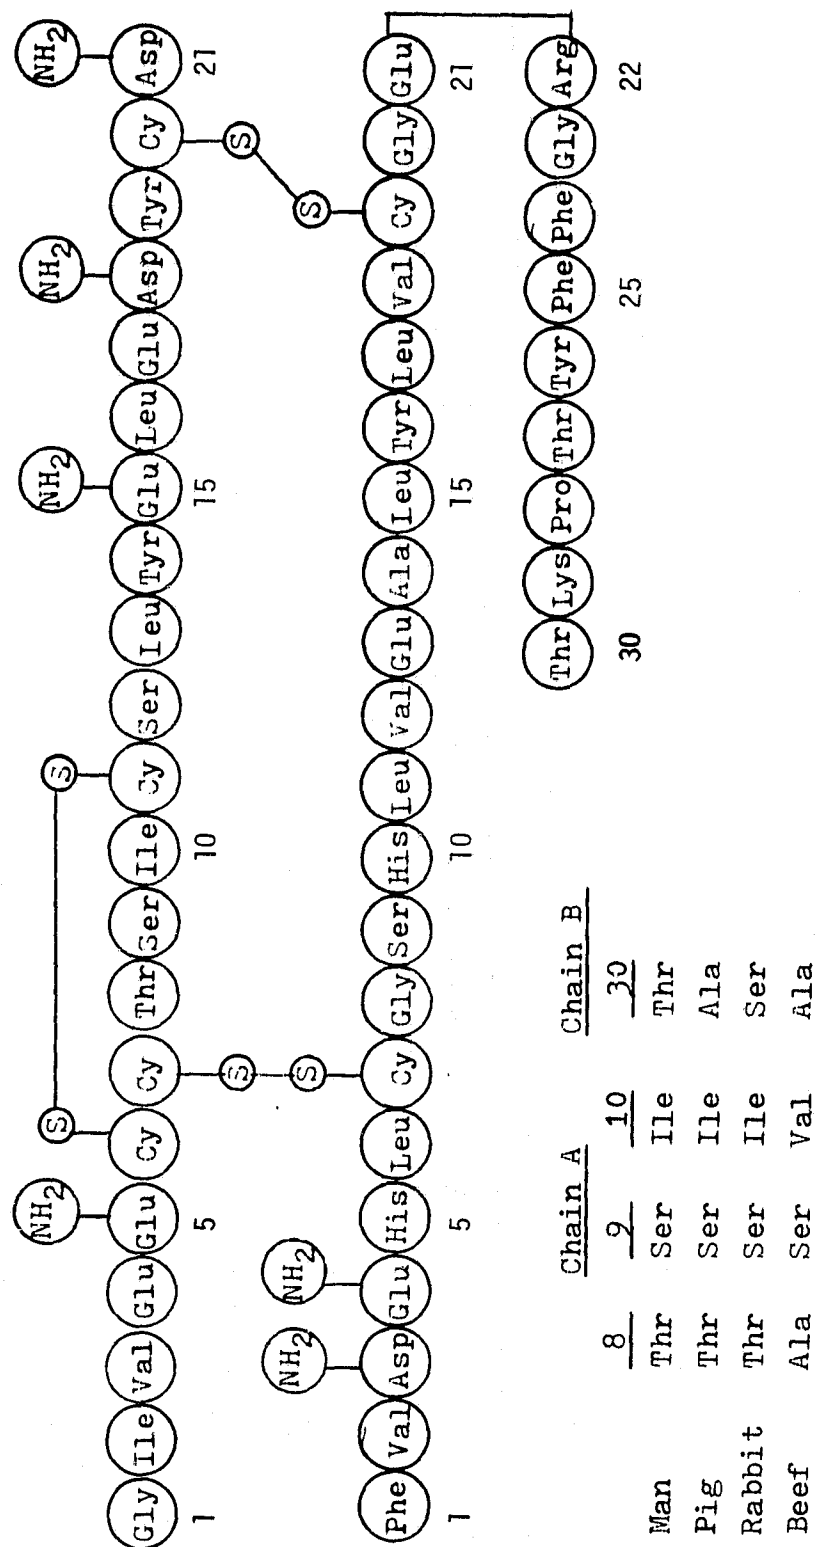 NH₂ S S NH₂ NH₂ NH₂
Gly Ile Val Glu Glu Cy Cy Thr Ser Ile Cy Ser Leu Tyr Glu Leu Glu Asp Tyr Cy Asp
1 5 10 15 21
S S
NH₂ NH₂ S S
Phe Val Asp Glu His Leu Cy Gly Ser His Leu Val Glu Ala Leu Tyr Leu Val Cy Gly Glu
1 5 10 15 21
Thr Lys Pro Thr Tyr Phe Phe Gly Arg
30 25 22
Chain A Chain B
8 9 10 30
Man Thr Ser Ile Thr
Pig Thr Ser Ile Ala
Rabbit Thr Ser Ile Ser
Beef Ala Ser Val Ala